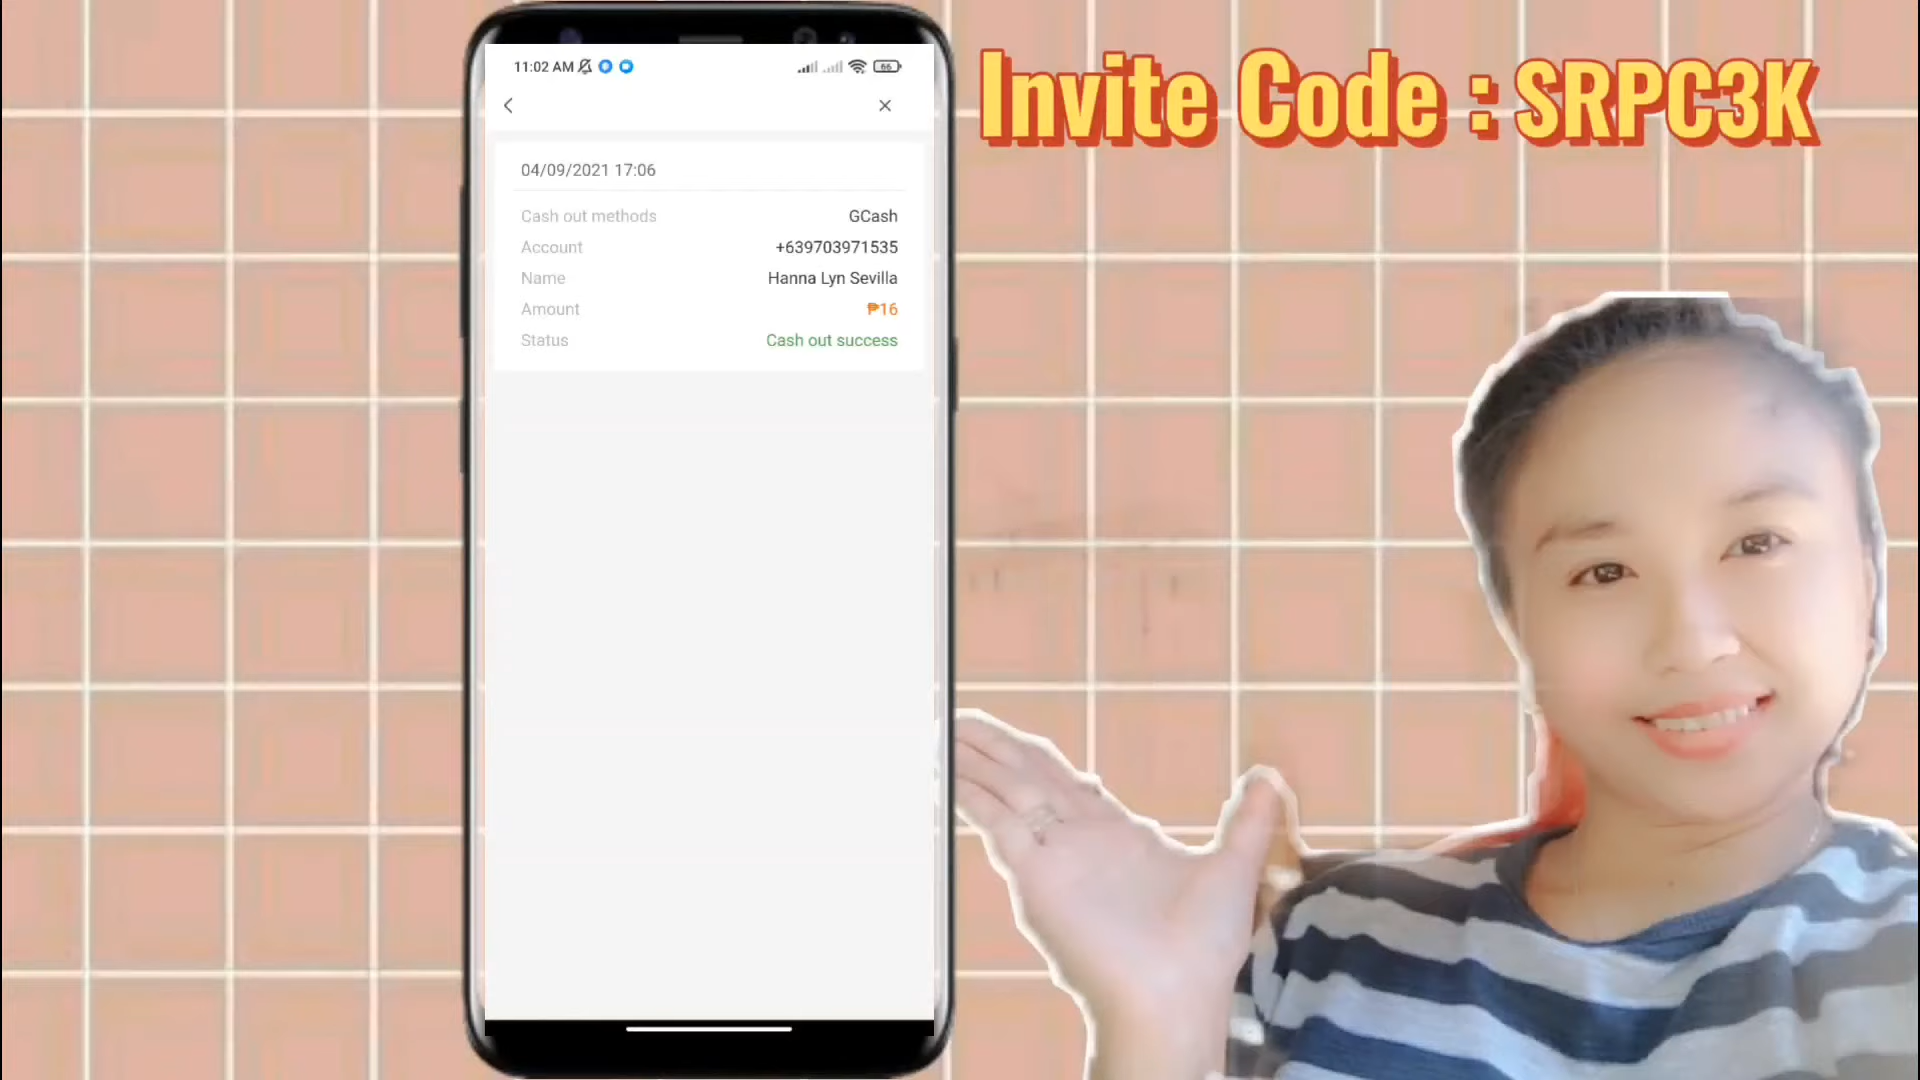 Invite Code : SRPC3K
11:02 AM
66
04/09/2021 17:06
Cash out methods GCash
Account +639703971535
Name Hanna Lyn Sevilla
Amount ₱16
Status Cash out success